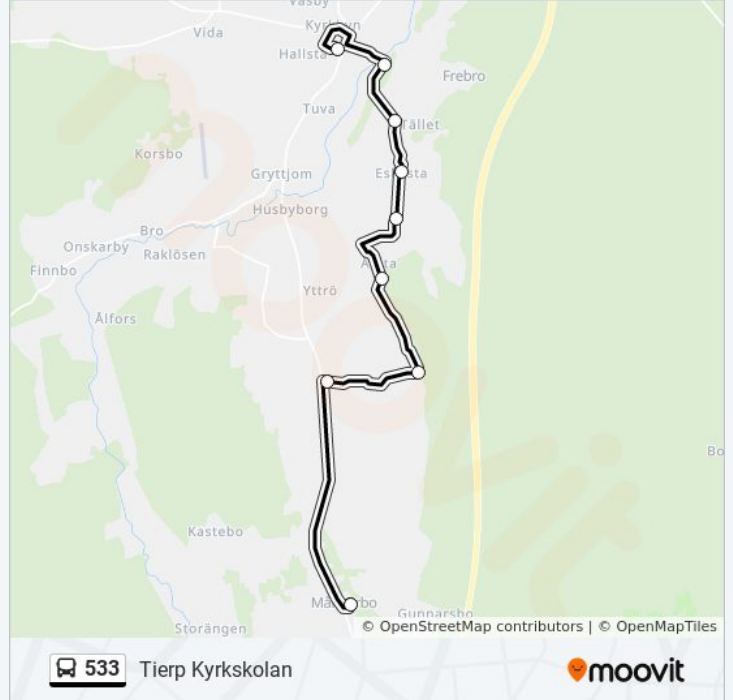 Väsby
Vida
Hallsta
Frebro
Tuva
Tället
Korsbo
Gryttjom
Husbyborg
Bro
Onskarby
Raklösen
Finnbo
Yttrö
Ålfors
Kastebo
Gunnarsbo
Storängen
© OpenStreetMap contributors | © OpenMapTiles
533 Tierp Kyrkskolan
moovit